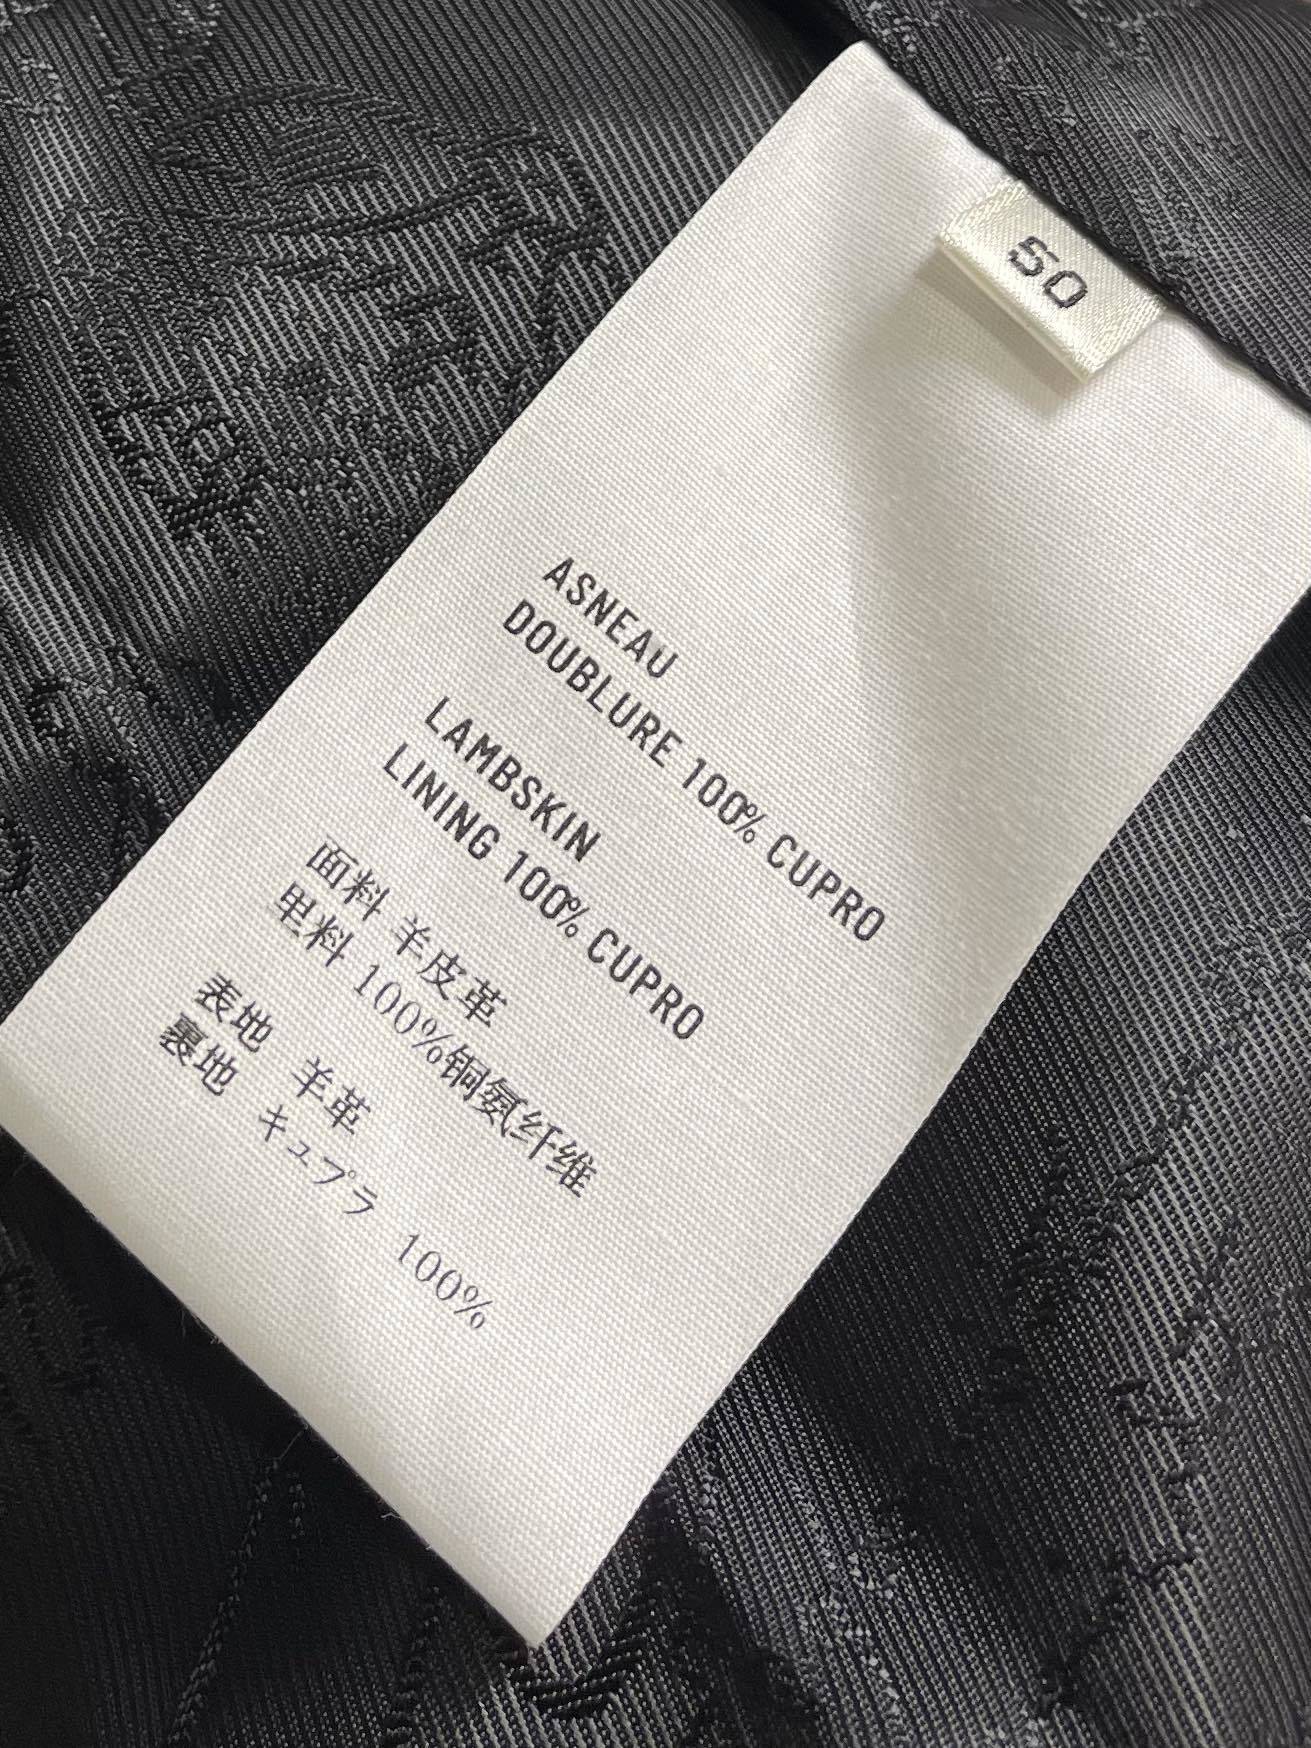 50
ASNEAU
DOUBLURE 100% CUPRO
LAMBSKIN
LINING 100% CUPRO
面料 羊皮革
里料 100%铜氨纤维
表地 羊革
裏地 キュプラ 100%